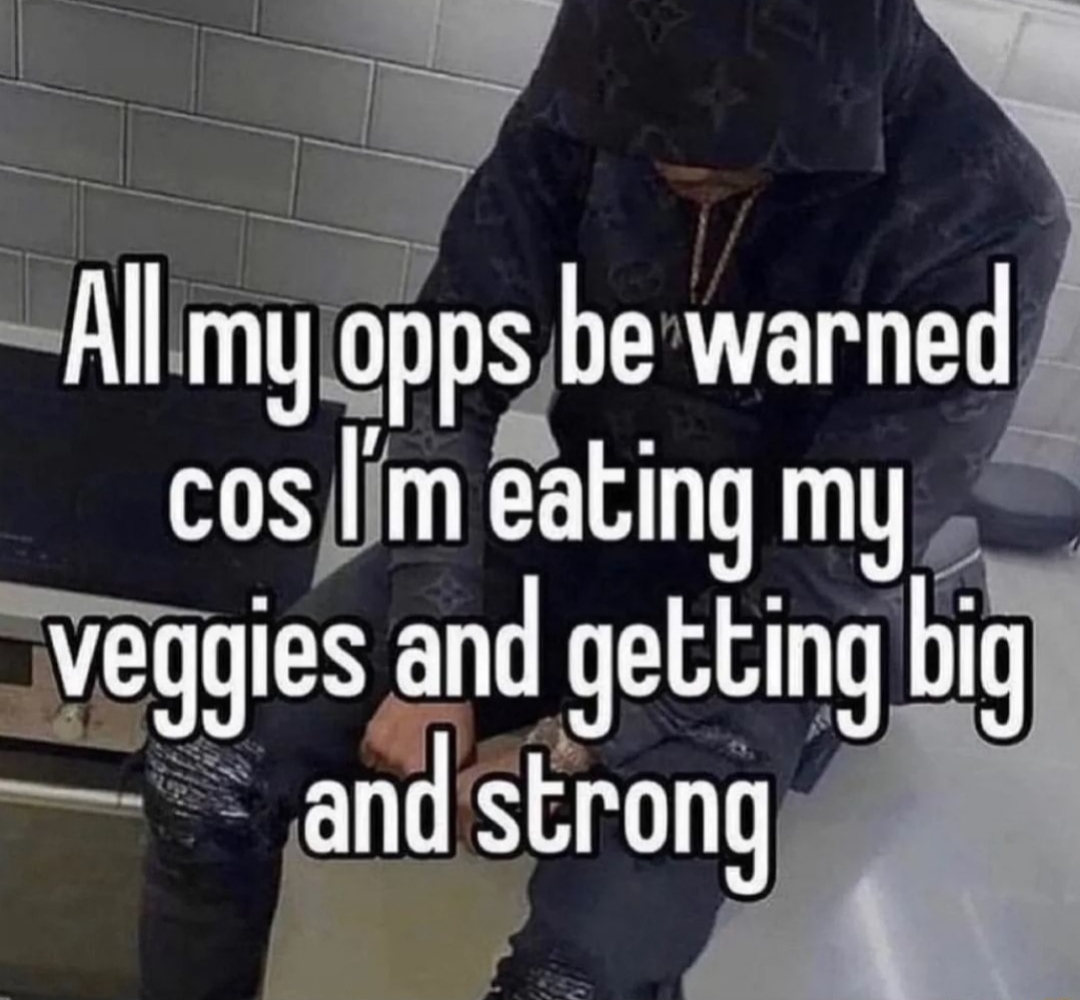 All my opps be warned
cos I'm eating my
veggies and getting big
and strong